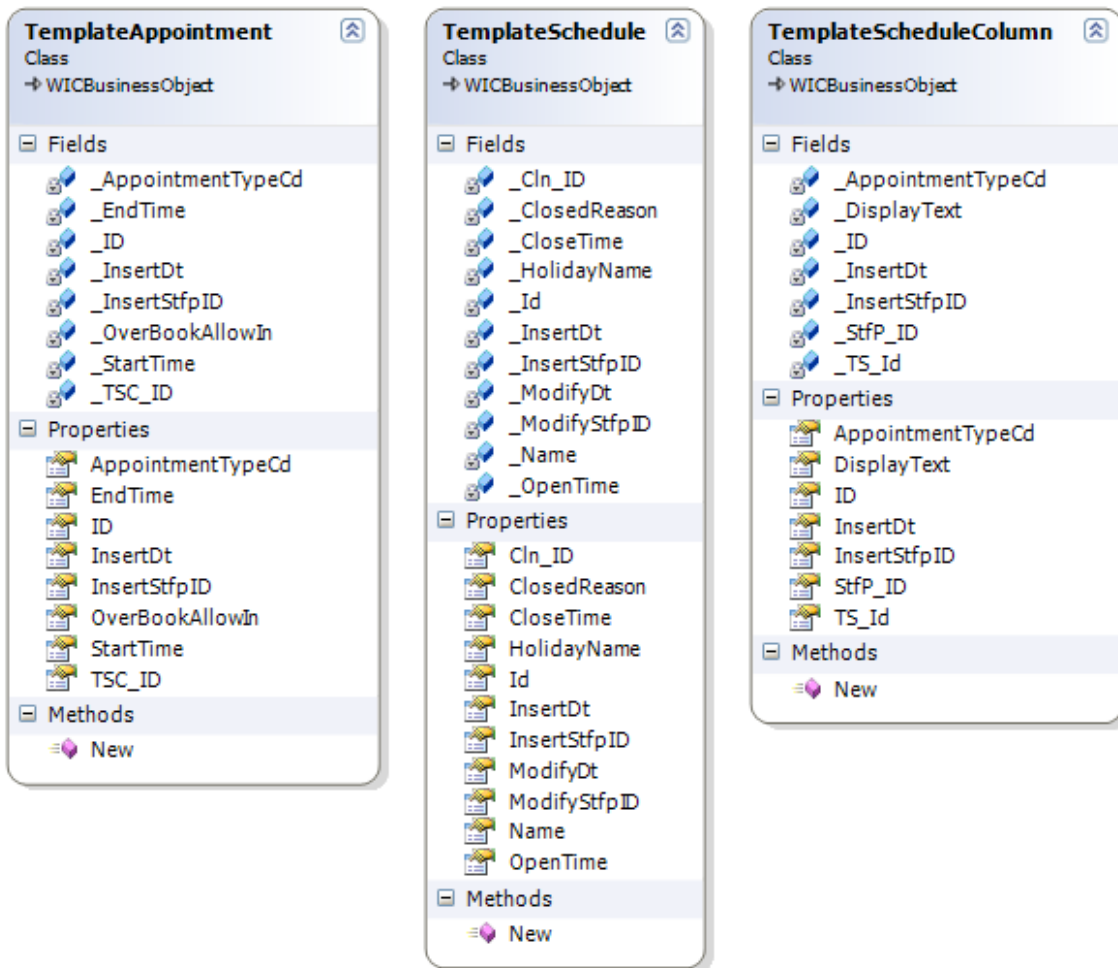 TemplateAppointment
Class
WICBusinessObject
Fields
_AppointmentTypeCd
_EndTime
_ID
_InsertDt
_InsertStfpID
_OverBookAllowIn
_StartTime
_TSC_ID
Properties
AppointmentTypeCd
EndTime
ID
InsertDt
InsertStfpID
OverBookAllowIn
StartTime
TSC_ID
Methods
New
TemplateSchedule
Class
WICBusinessObject
Fields
_Cln_ID
_ClosedReason
_CloseTime
_HolidayName
_Id
_InsertDt
_InsertStfpID
_ModifyDt
_ModifyStfpID
_Name
_OpenTime
Properties
Cln_ID
ClosedReason
CloseTime
HolidayName
Id
InsertDt
InsertStfpID
ModifyDt
ModifyStfpID
Name
OpenTime
Methods
New
TemplateScheduleColumn
Class
WICBusinessObject
Fields
_AppointmentTypeCd
_DisplayText
_ID
_InsertDt
_InsertStfpID
_StfP_ID
_TS_Id
Properties
AppointmentTypeCd
DisplayText
ID
InsertDt
InsertStfpID
StfP_ID
TS_Id
Methods
New